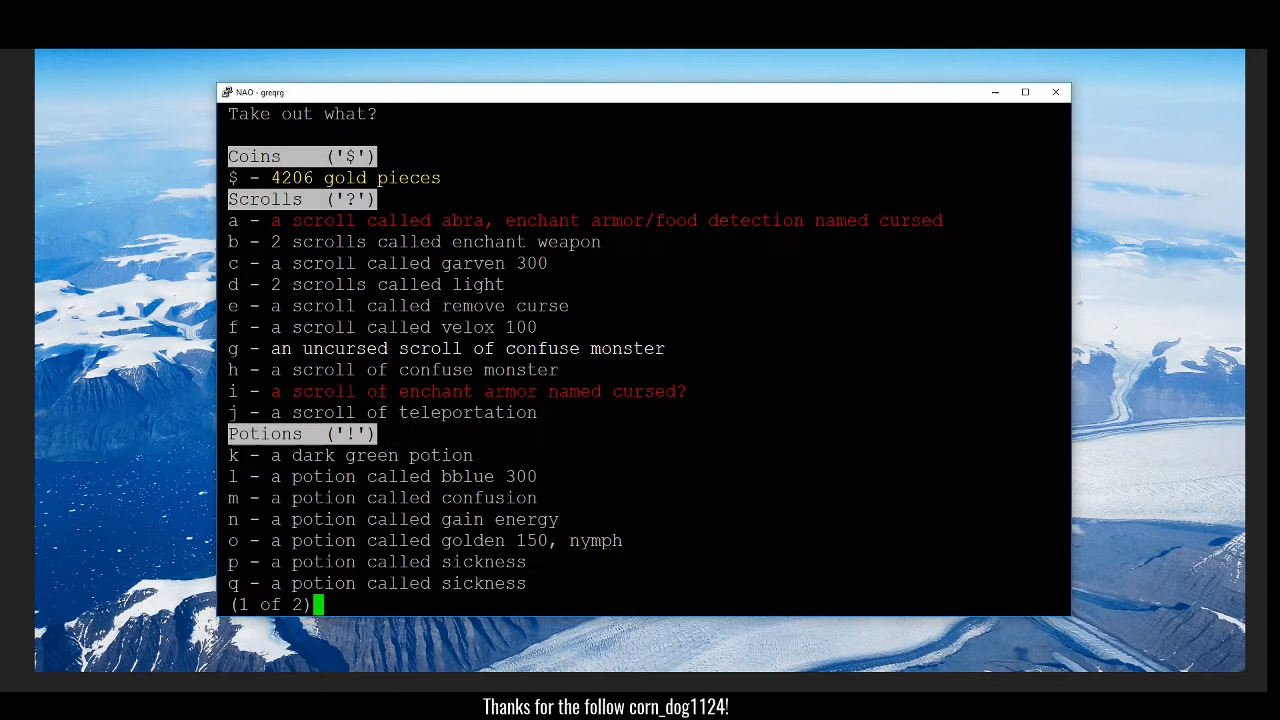 NAO - greqrg
Take out what?
Coins ('$')
$ - 4206 gold pieces
Scrolls ('?')
a - a scroll called abra, enchant armor/food detection named cursed
b - 2 scrolls called enchant weapon
c - a scroll called garven 300
d - 2 scrolls called light
e - a scroll called remove curse
f - a scroll called velox 100
g - an uncursed scroll of confuse monster
h - a scroll of confuse monster
i - a scroll of enchant armor named cursed?
j - a scroll of teleportation
Potions ('!')
k - a dark green potion
l - a potion called bblue 300
m - a potion called confusion
n - a potion called gain energy
o - a potion called golden 150, nymph
p - a potion called sickness
q - a potion called sickness
(1 of 2)
Thanks for the follow corn_dog1124!